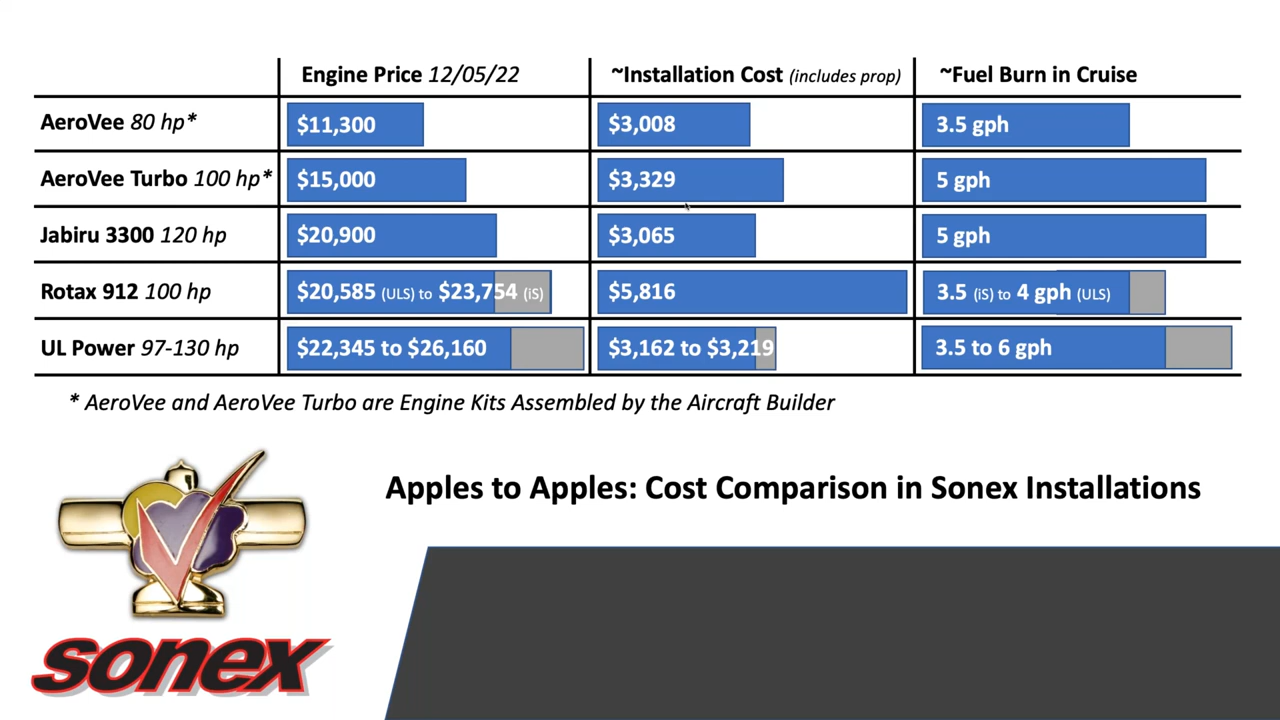 Engine Price 12/05/22 ~Installation Cost (includes prop) ~Fuel Burn in Cruise
AeroVee 80 hp* $11,300 $3,008 3.5 gph
AeroVee Turbo 100 hp* $15,000 $3,329 5 gph
Jabiru 3300 120 hp $20,900 $3,065 5 gph
Rotax 912 100 hp $20,585 (ULS) to $23,754 (iS) $5,816 3.5 (iS) to 4 gph (ULS)
UL Power 97-130 hp $22,345 to $26,160 $3,162 to $3,219 3.5 to 6 gph
* AeroVee and AeroVee Turbo are Engine Kits Assembled by the Aircraft Builder
Apples to Apples: Cost Comparison in Sonex Installations
sonex